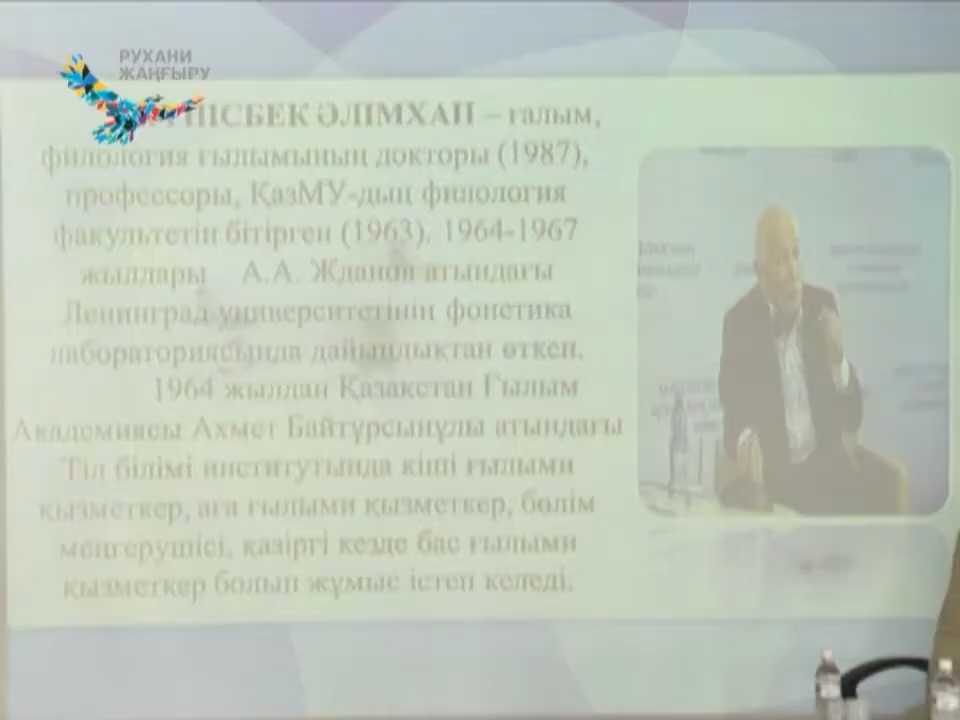 РУХАНИ
ЖАҢҒЫРУ
ӘЛІМХАН – ғалым,
филология ғылымының докторы (1987),
профессоры, ҚазМУ-дың филология
факультетін бітірген (1963). 1964-1967
жылдары А.А. Жданов атындағы
Ленинград университетінің фонетика
лабораториясында дайындықтан өткен.
1964 жылдан Қазақстан Ғылым
Академиясы Ахмет Байтұрсынұлы атындағы
Тіл білімі институтында кіші ғылыми
қызметкер, аға ғылыми қызметкер, бөлім
меңгерушісі, қазіргі кезде бас ғылыми
қызметкер болып жұмыс істеп келеді.